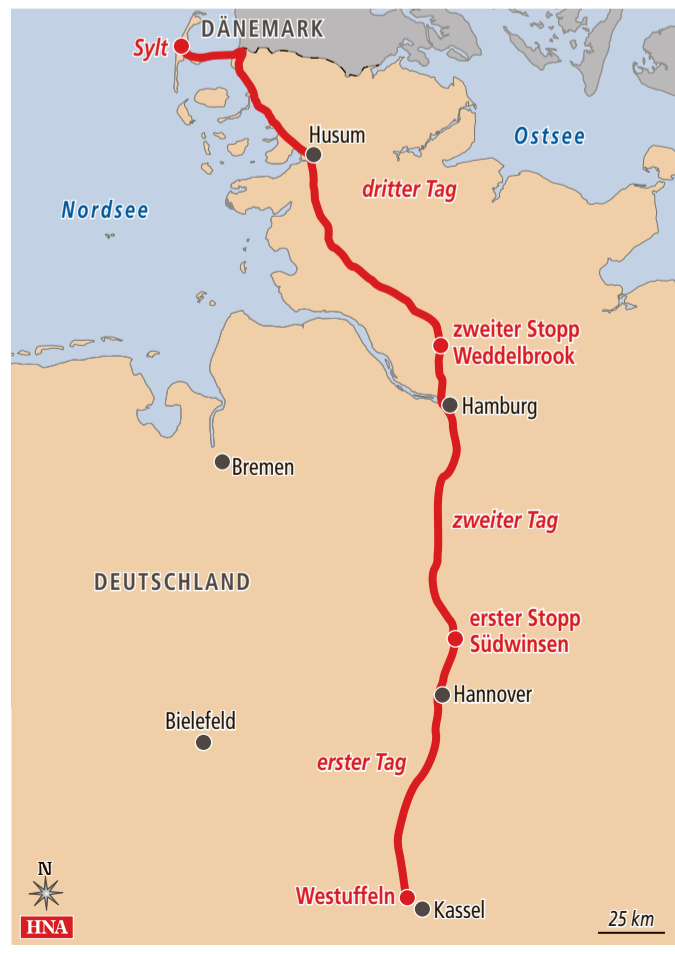 DÄNEMARK
Sylt
Husum
Ostsee
dritter Tag
Nordsee
zweiter Stopp
Weddelbrook
Hamburg
Bremen
zweiter Tag
DEUTSCHLAND
erster Stopp
Südwinsen
Hannover
Bielefeld
erster Tag
N
Westuffeln
Kassel
25 km
HNA